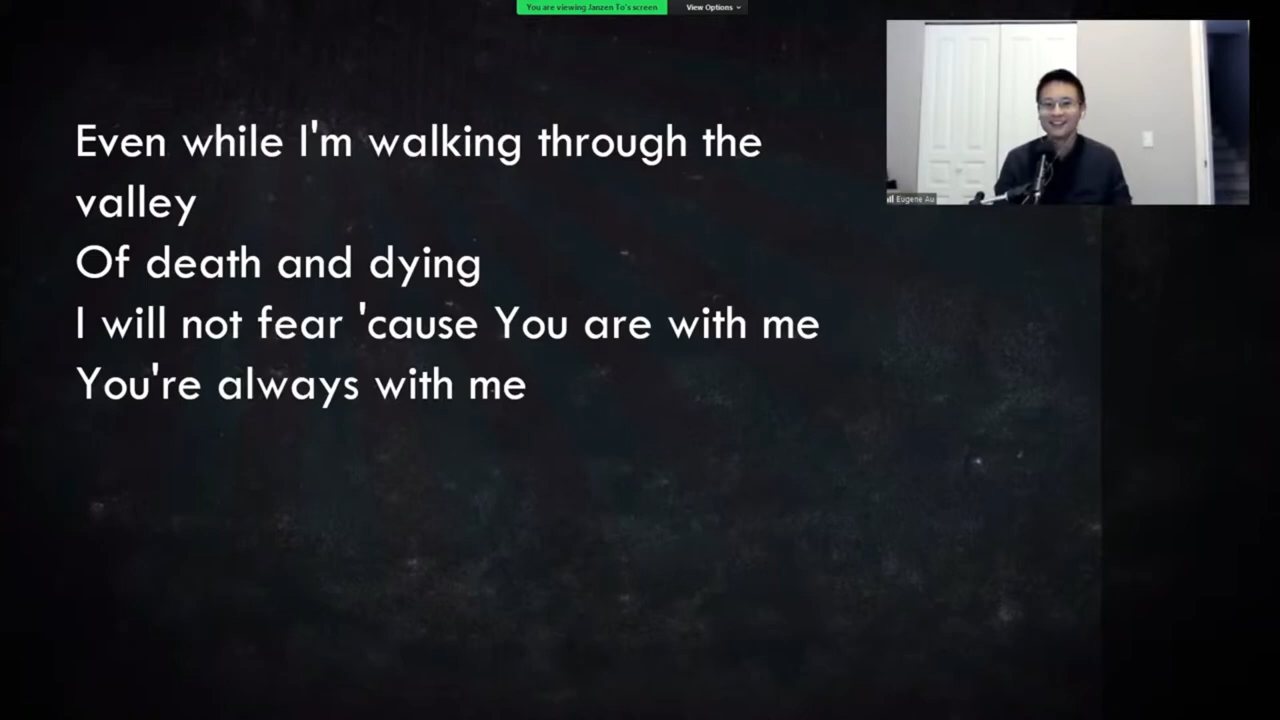 You are viewing Janzen To's screen
View Options
Even while I'm walking through the
valley
Of death and dying
I will not fear 'cause You are with me
You're always with me
Eugene Au